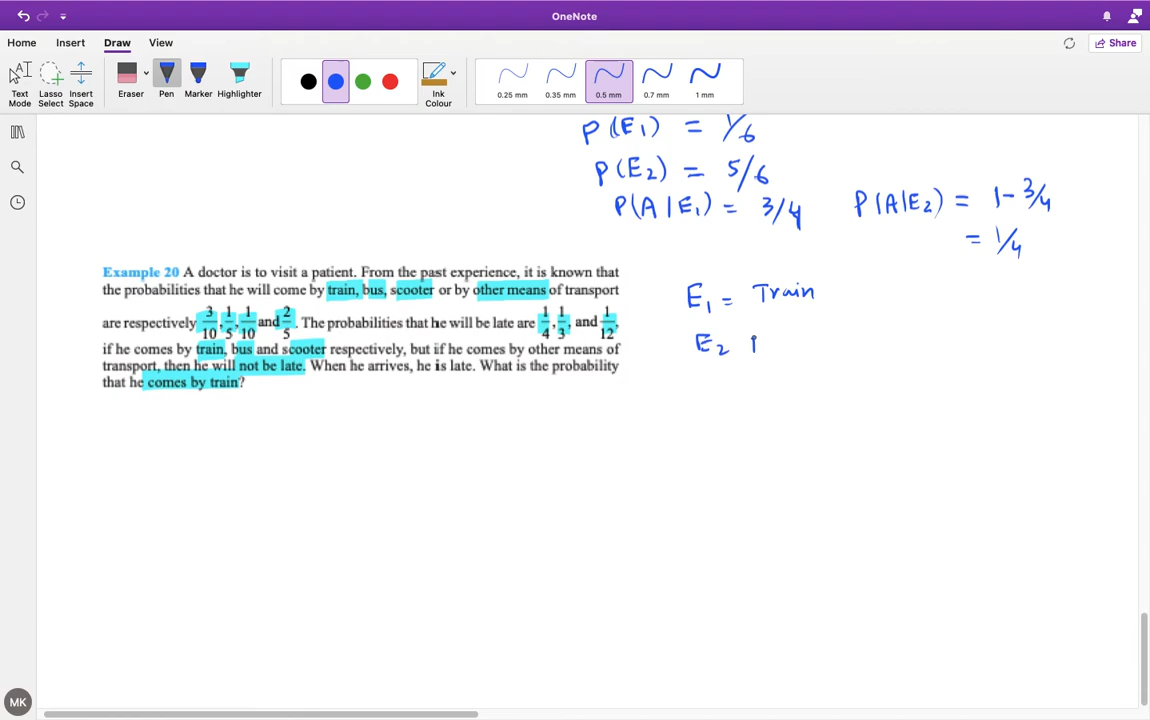 OneNote
Home Insert Draw View
Share
Text Mode
Lasso Select
Insert Space
Eraser
Pen
Marker
Highlighter
Ink Colour
0.25 mm 0.35 mm 0.5 mm 0.7 mm 1 mm
P(E1) = 1/6
P(E2) = 5/6
P(A|E1) = 3/4
P(A|E2) = 1-3/4
= 1/4
Example 20 A doctor is to visit a patient. From the past experience, it is known that
the probabilities that he will come by train, bus, scooter or by other means of transport
are respectively 3/10, 1/5, 1/10 and 2/5. The probabilities that he will be late are 1/4, 1/3, and 1/12,
if he comes by train, bus and scooter respectively, but if he comes by other means of
transport, then he will not be late. When he arrives, he is late. What is the probability
that he comes by train?
E1 = Train
E2
MK